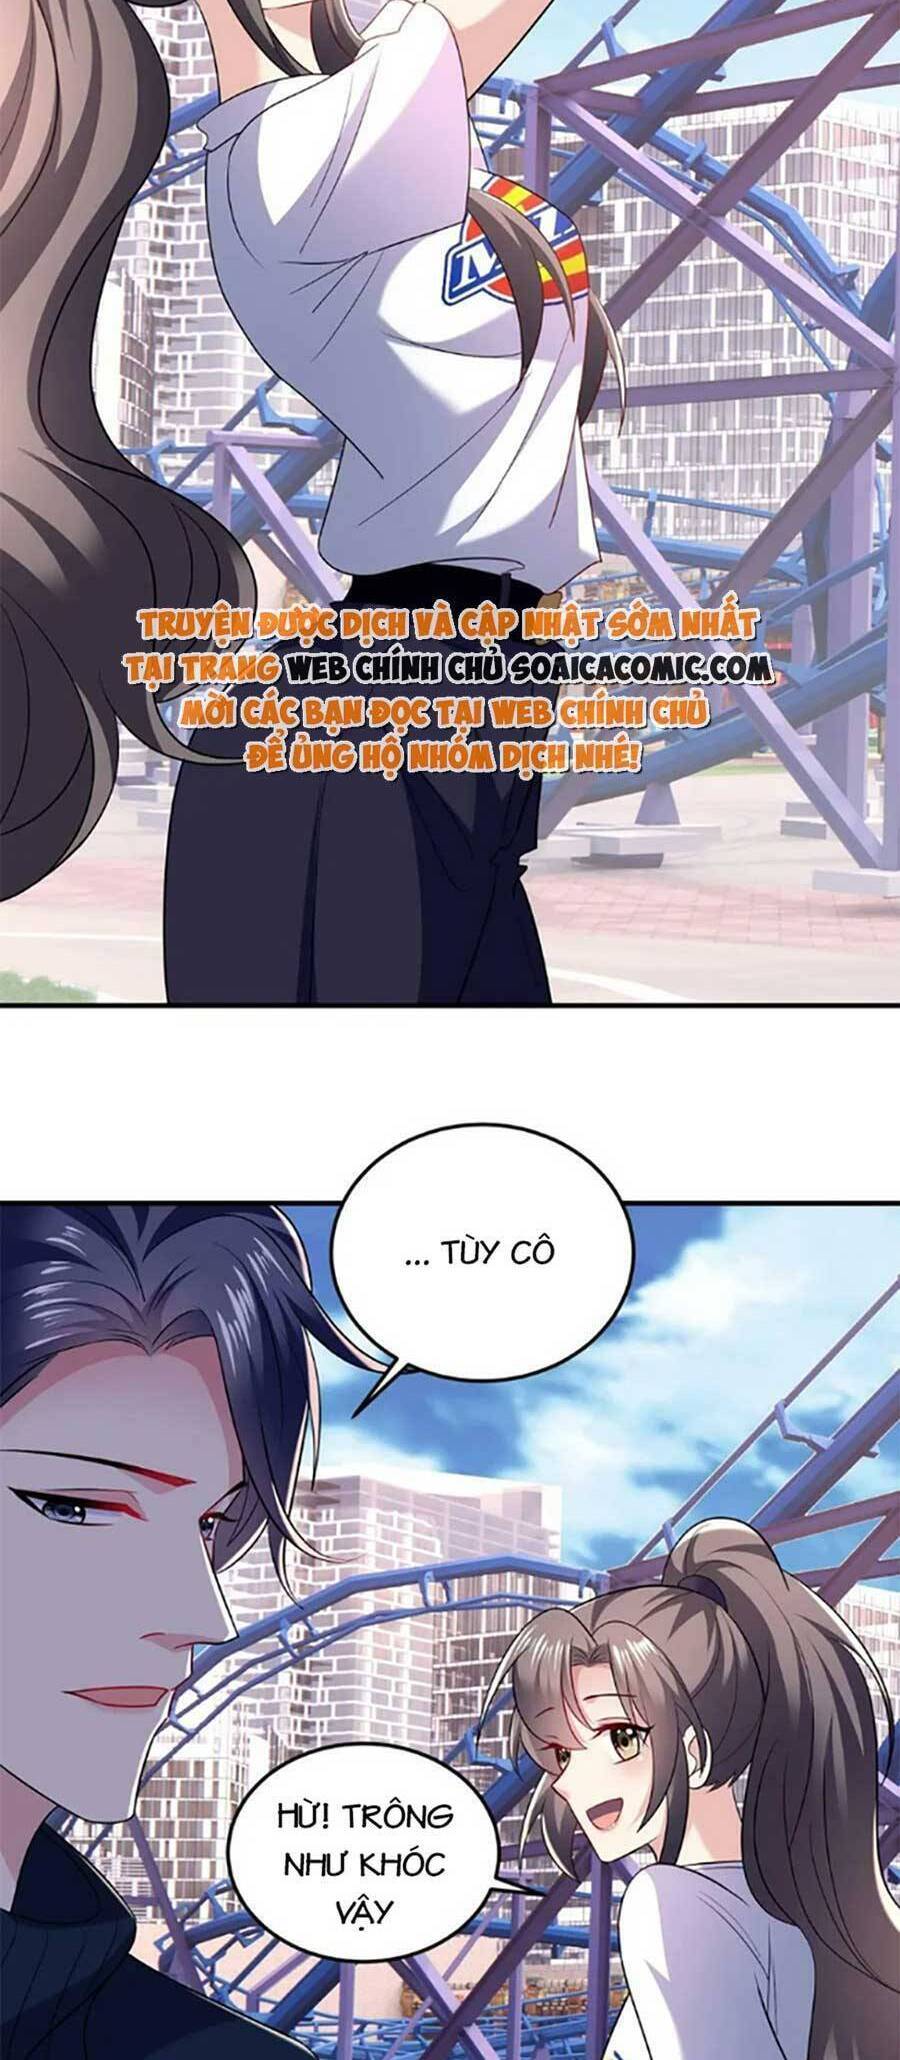 TRUYỆN ĐƯỢC DỊCH VÀ CẬP NHẬT SỚM NHẤT
TẠI TRANG WEB CHÍNH CHỦ SOAICACOMIC.COM
MỜI CÁC BẠN ĐỌC TẠI WEB CHÍNH CHỦ
ĐỂ ỦNG HỘ NHÓM DỊCH NHÉ!
... TÙY CÔ
HỪ! TRÔNG
NHƯ KHÓC
VẬY